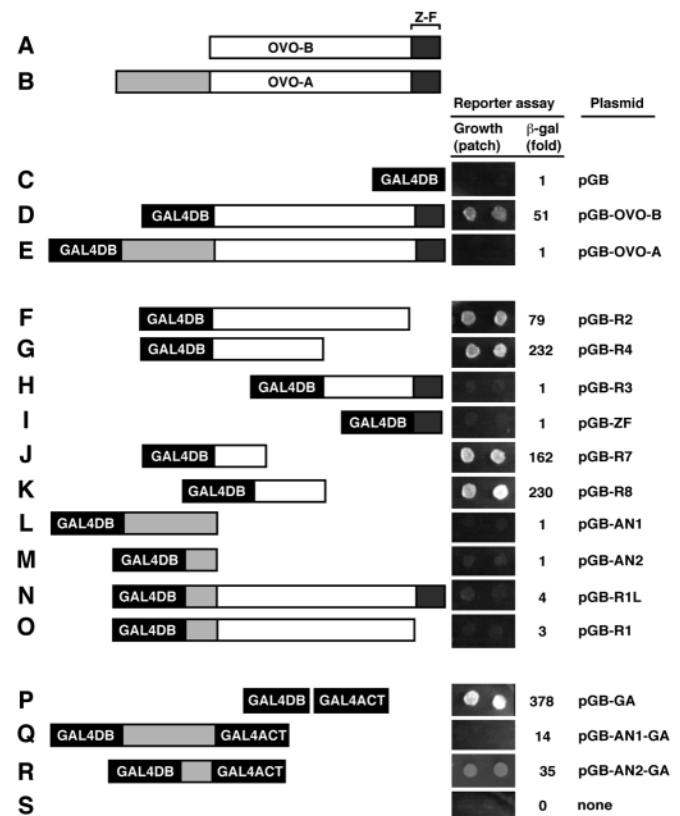 Z-F
A OVO-B
B OVO-A
Reporter assay Plasmid
Growth (patch) β-gal (fold)
C GAL4DB 1 pGB
D GAL4DB 51 pGB-OVO-B
E GAL4DB 1 pGB-OVO-A
F GAL4DB 79 pGB-R2
G GAL4DB 232 pGB-R4
H GAL4DB 1 pGB-R3
I GAL4DB 1 pGB-ZF
J GAL4DB 162 pGB-R7
K GAL4DB 230 pGB-R8
L GAL4DB 1 pGB-AN1
M GAL4DB 1 pGB-AN2
N GAL4DB 4 pGB-R1L
O GAL4DB 3 pGB-R1
P GAL4DB GAL4ACT 378 pGB-GA
Q GAL4DB GAL4ACT 14 pGB-AN1-GA
R GAL4DB GAL4ACT 35 pGB-AN2-GA
S 0 none